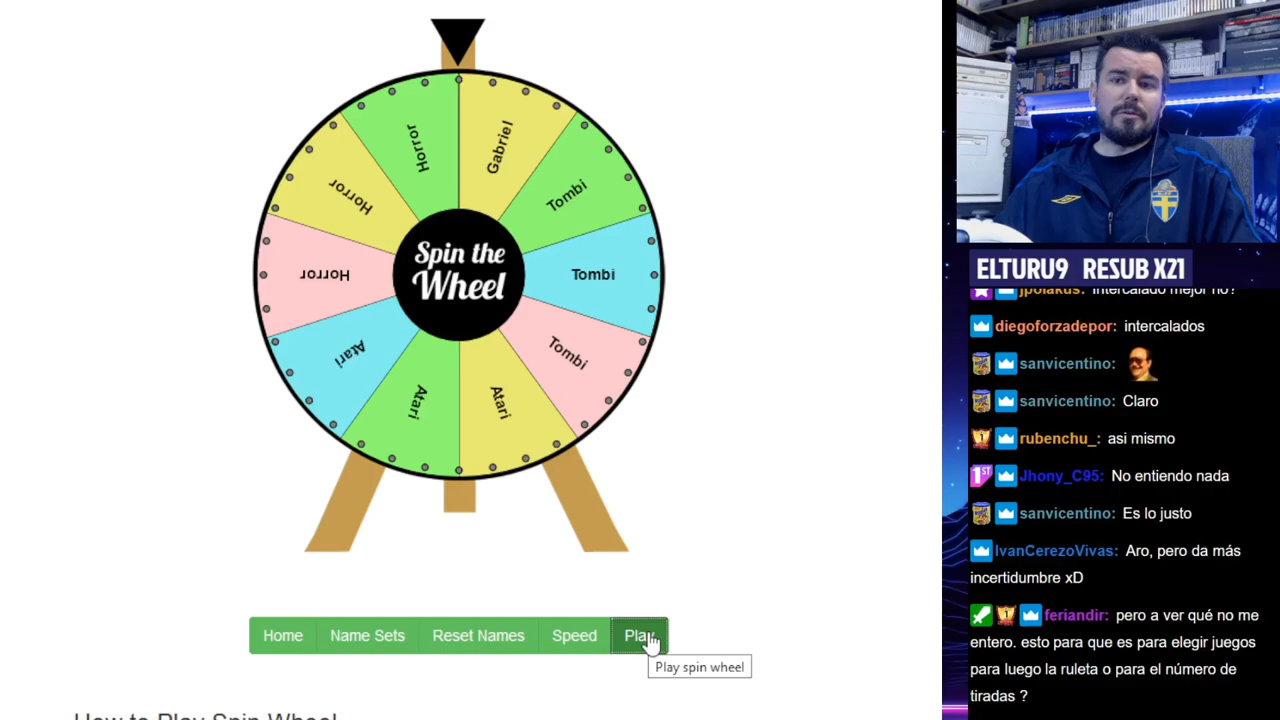 Horror
Gabriel
Horror
Tombi
Horror
Spin the
Wheel
Tombi
Atari
Tombi
Atari
Atari
Home
Name Sets
Reset Names
Speed
Play
Play spin wheel
How to Play Spin Wheel
ELTURU9 RESUB X21
jpolakus: Intercalado mejor no?
diegoforzadepor: intercalados
sanvicentino:
sanvicentino: Claro
rubenchu_: asi mismo
Jhony_C95: No entiendo nada
sanvicentino: Es lo justo
IvanCerezoVivas: Aro, pero da más
incertidumbre xD
feriandir: pero a ver qué no me
entero. esto para que es para elegir juegos
para luego la ruleta o para el número de
tiradas ?